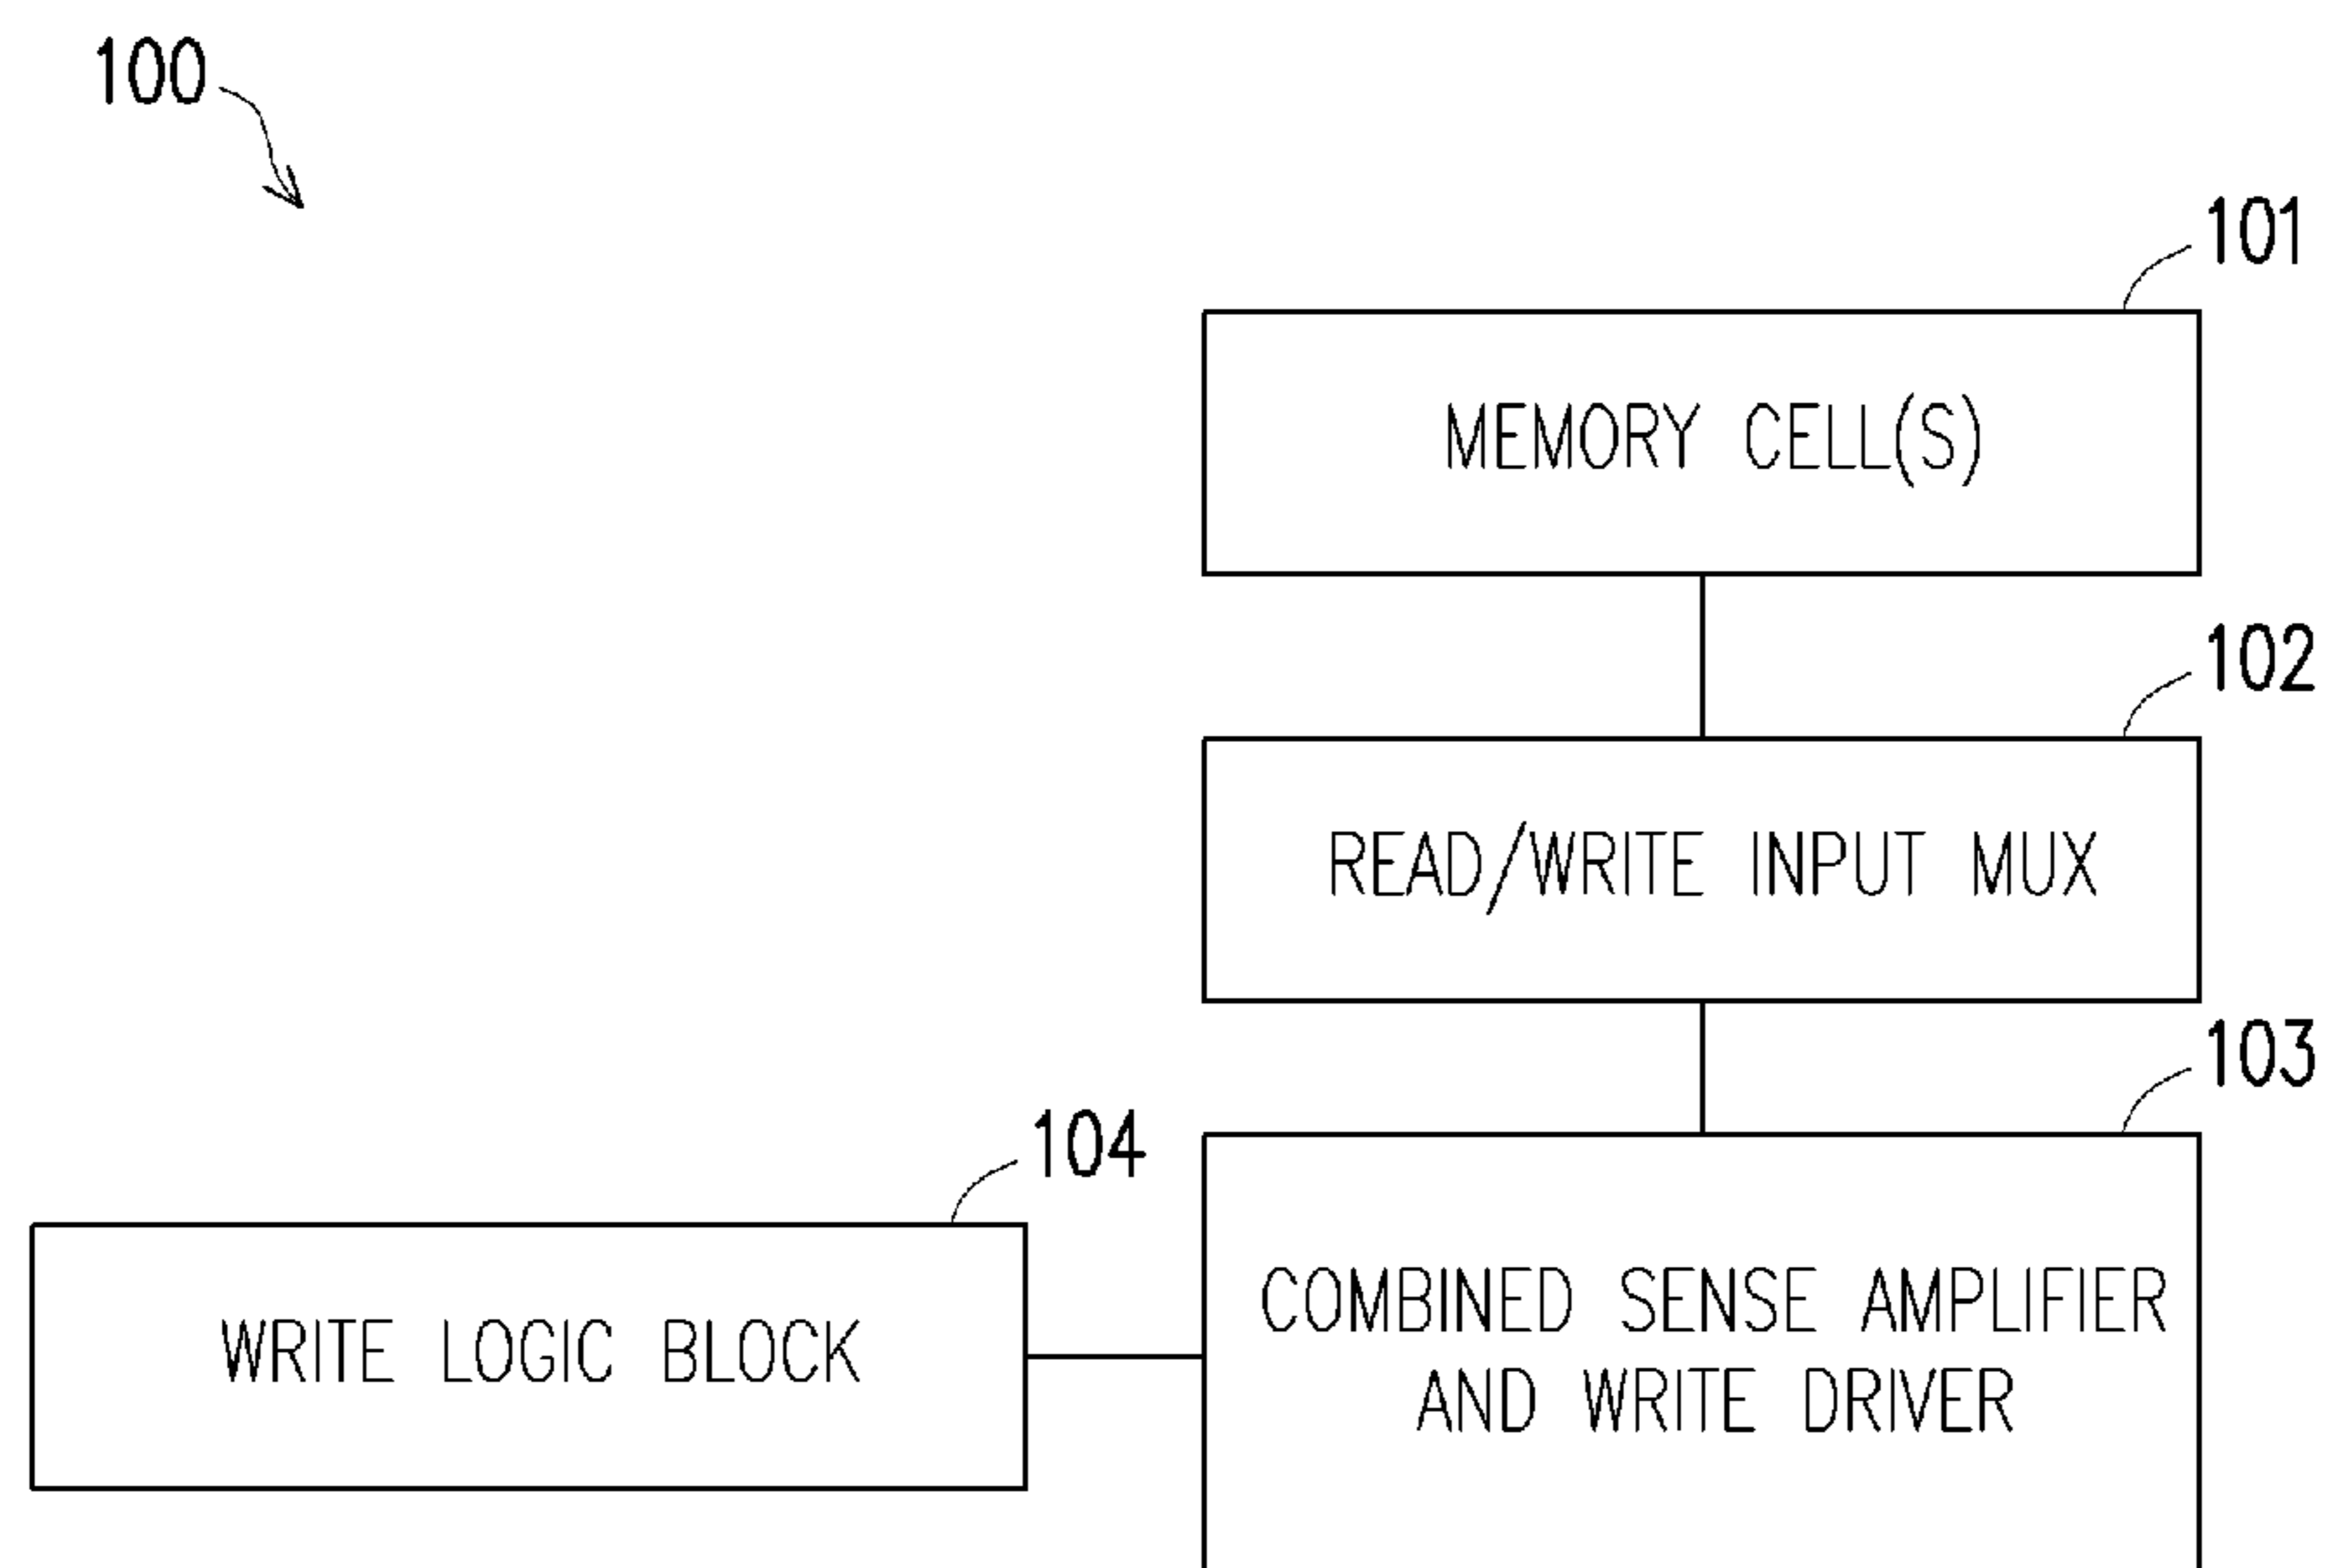 100
101
MEMORY CELL(S)
102
READ/WRITE INPUT MUX
103
104
COMBINED SENSE AMPLIFIER
AND WRITE DRIVER
WRITE LOGIC BLOCK